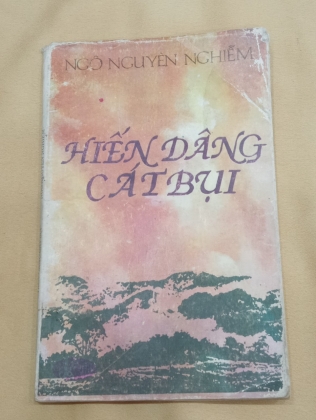 NGÔ NGUYÊN NGHIỄM
HIẾN DÂNG
CÁT BỤI